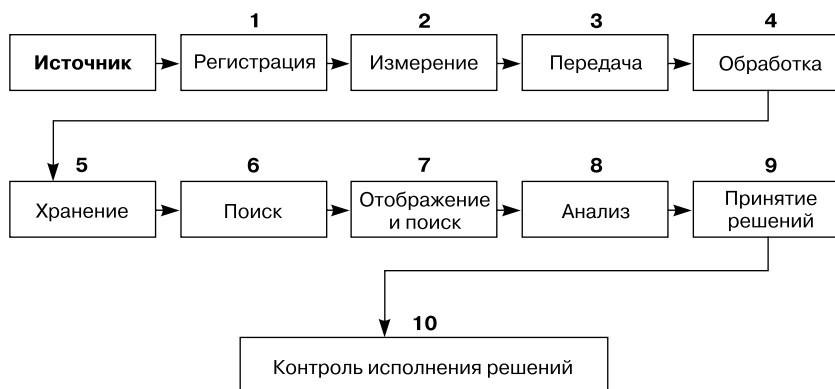 1 2 3 4
Источник Регистрация Измерение Передача Обработка
5 6 7 8 9
Хранение Поиск Отображение и поиск Анализ Принятие решений
10
Контроль исполнения решений